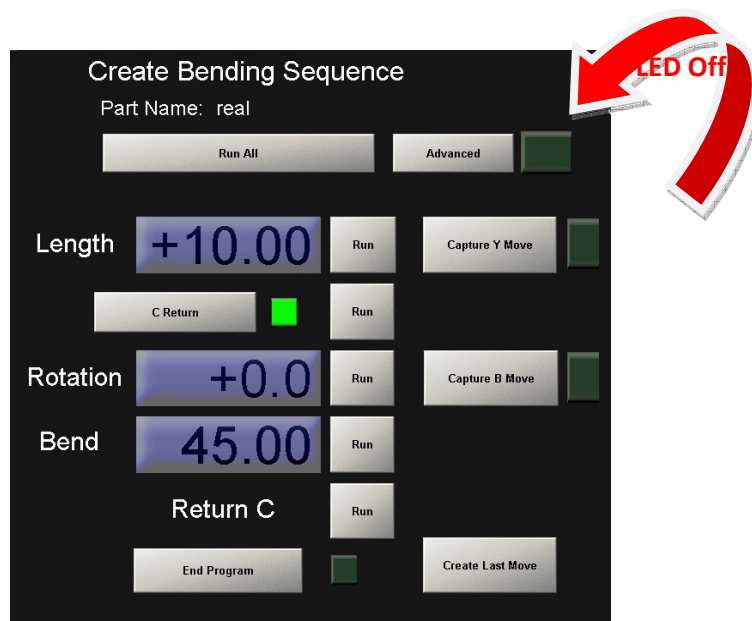 LED Off
Create Bending Sequence
Part Name: real
Run All
Advanced
Length +10.00 Run Capture Y Move
C Return Run
Rotation +0.0 Run Capture B Move
Bend 45.00 Run
Return C Run
End Program Create Last Move